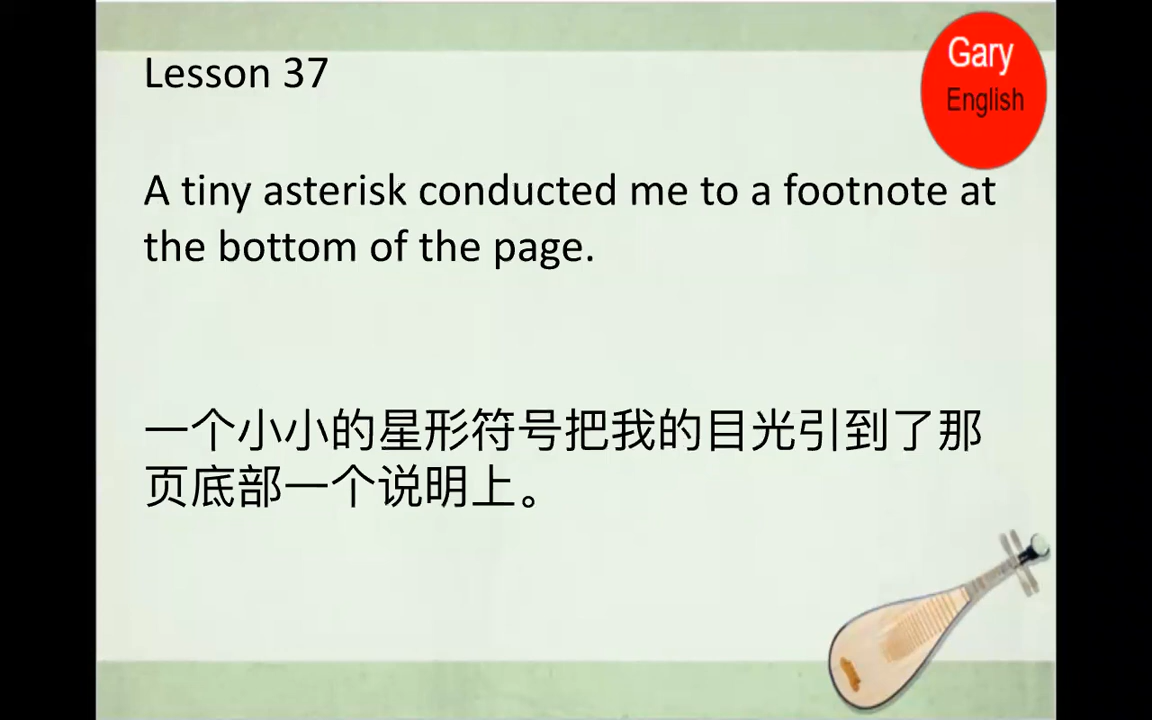 Lesson 37
Gary
English
A tiny asterisk conducted me to a footnote at
the bottom of the page.
一个小小的星形符号把我的目光引到了那
页底部一个说明上。